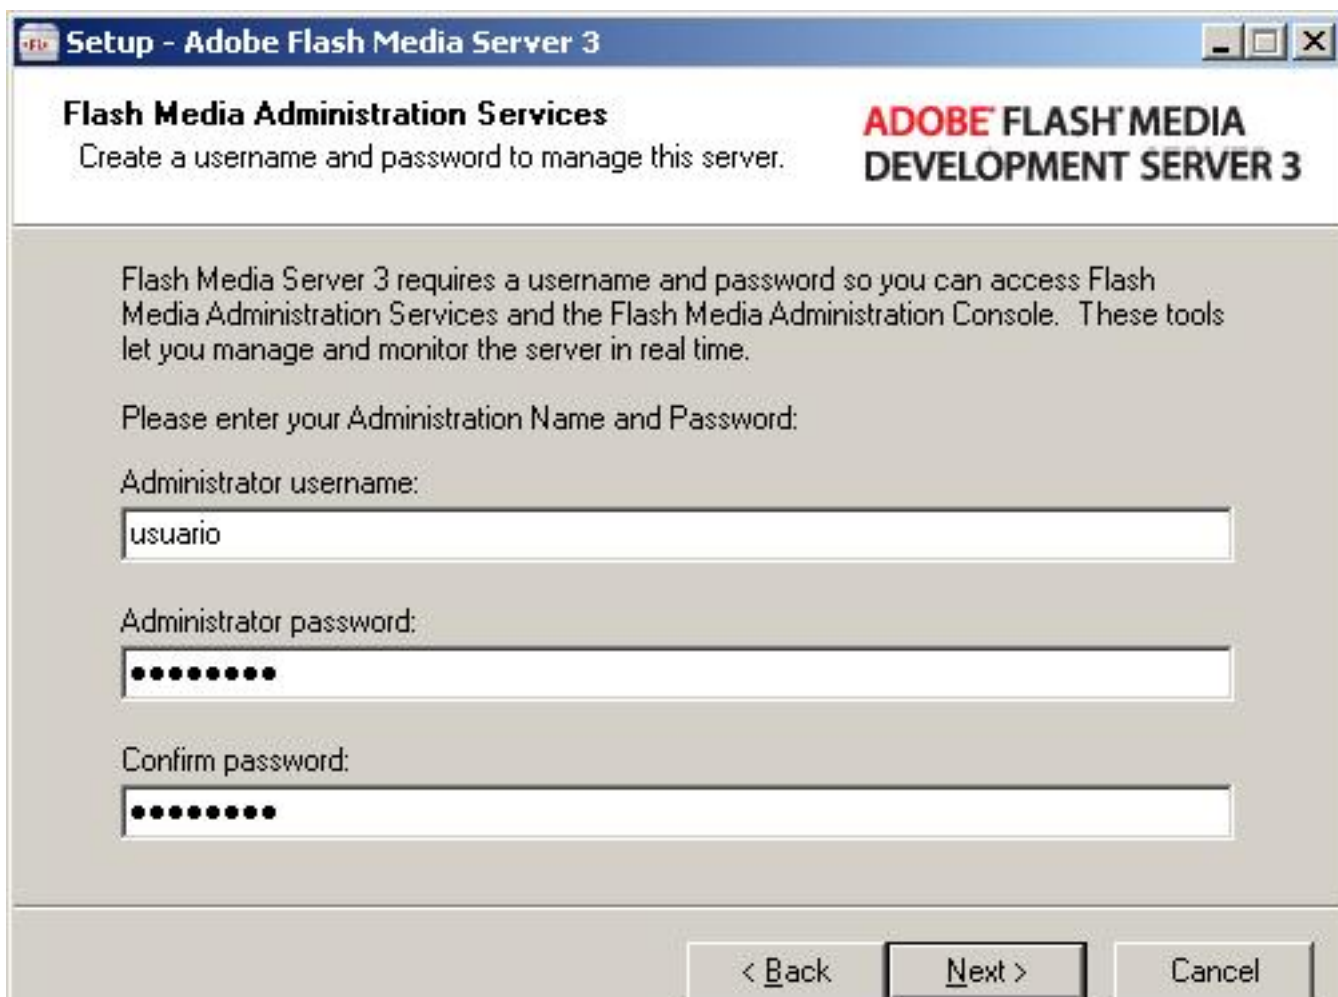 Setup - Adobe Flash Media Server 3
Flash Media Administration Services
Create a username and password to manage this server.
ADOBE FLASH MEDIA
DEVELOPMENT SERVER 3
Flash Media Server 3 requires a username and password so you can access Flash
Media Administration Services and the Flash Media Administration Console. These tools
let you manage and monitor the server in real time.
Please enter your Administration Name and Password:
Administrator username:
usuario
Administrator password:
●●●●●●●●
Confirm password:
●●●●●●●●
< Back
Next >
Cancel